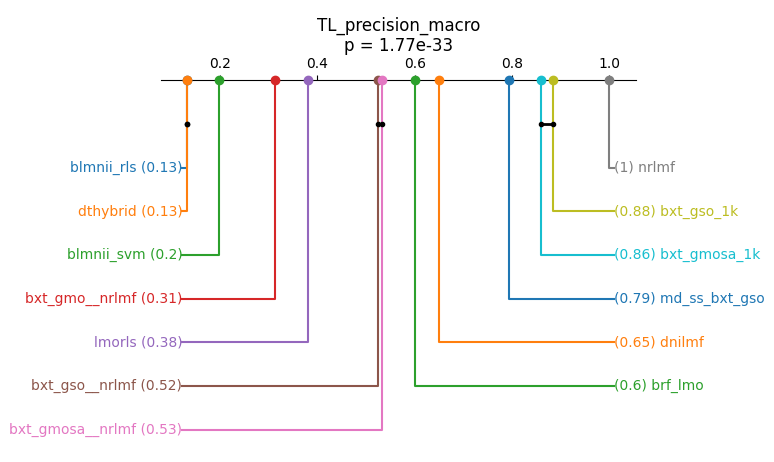 TL_precision_macro
p = 1.77e-33
0.2 0.4 0.6 0.8 1.0
blmnii_rls (0.13) (1) nrlmf
dthybrid (0.13) (0.88) bxt_gso_1k
blmnii_svm (0.2) (0.86) bxt_gmosa_1k
bxt_gmo__nrlmf (0.31) (0.79) md_ss_bxt_gso
lmorls (0.38) (0.65) dnilmf
bxt_gso__nrlmf (0.52) (0.6) brf_lmo
bxt_gmosa__nrlmf (0.53)